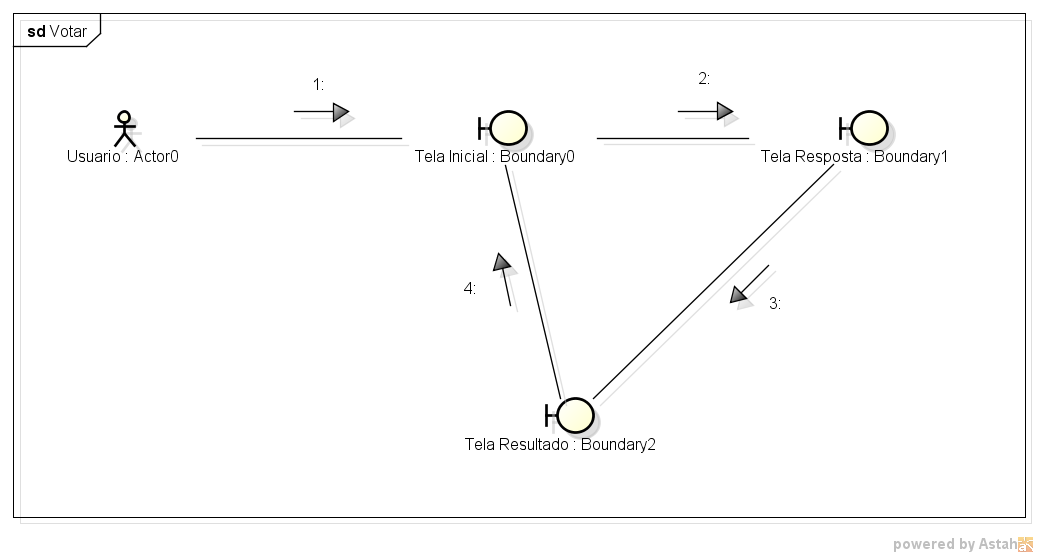 sd Votar
1:
2:
Usuario : Actor0
Tela Inicial : Boundary0
Tela Resposta : Boundary1
4:
3:
Tela Resultado : Boundary2
powered by Astah